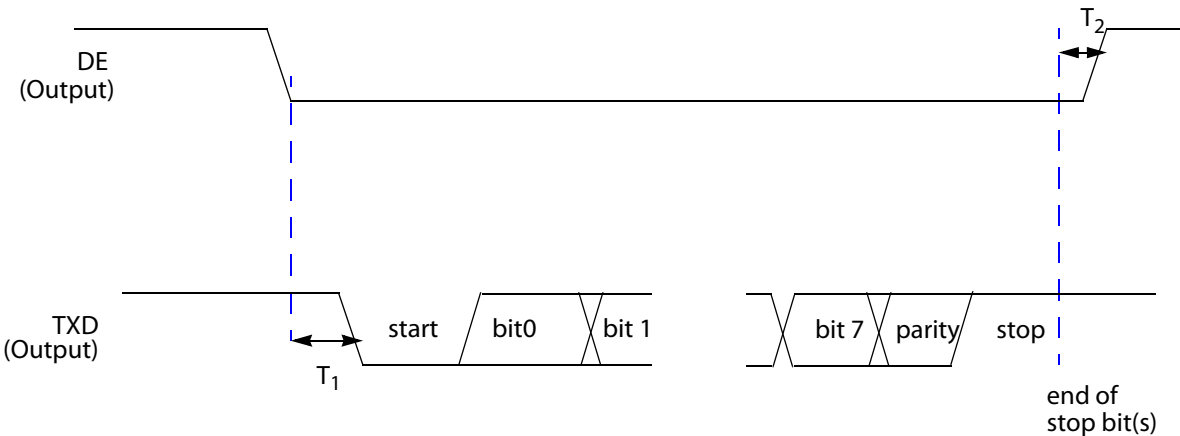 T2
DE
(Output)
TXD
(Output)
start
bit0
bit 1
bit 7
parity
stop
T1
end of
stop bit(s)